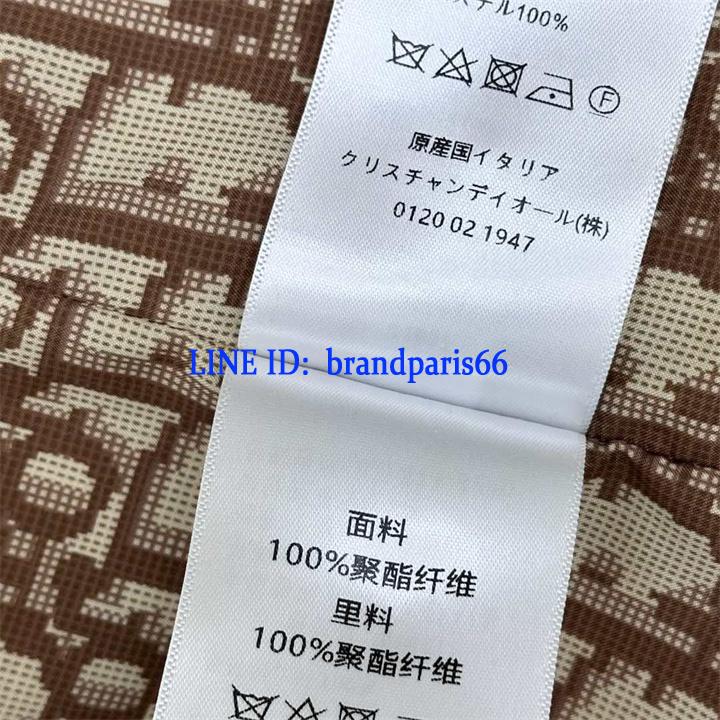 ステル100%
F
原産国イタリア
クリスチャンデイオール(株)
0120 02 1947
LINE ID: brandparis66
面料
100%聚酯纤维
里料
100%聚酯纤维